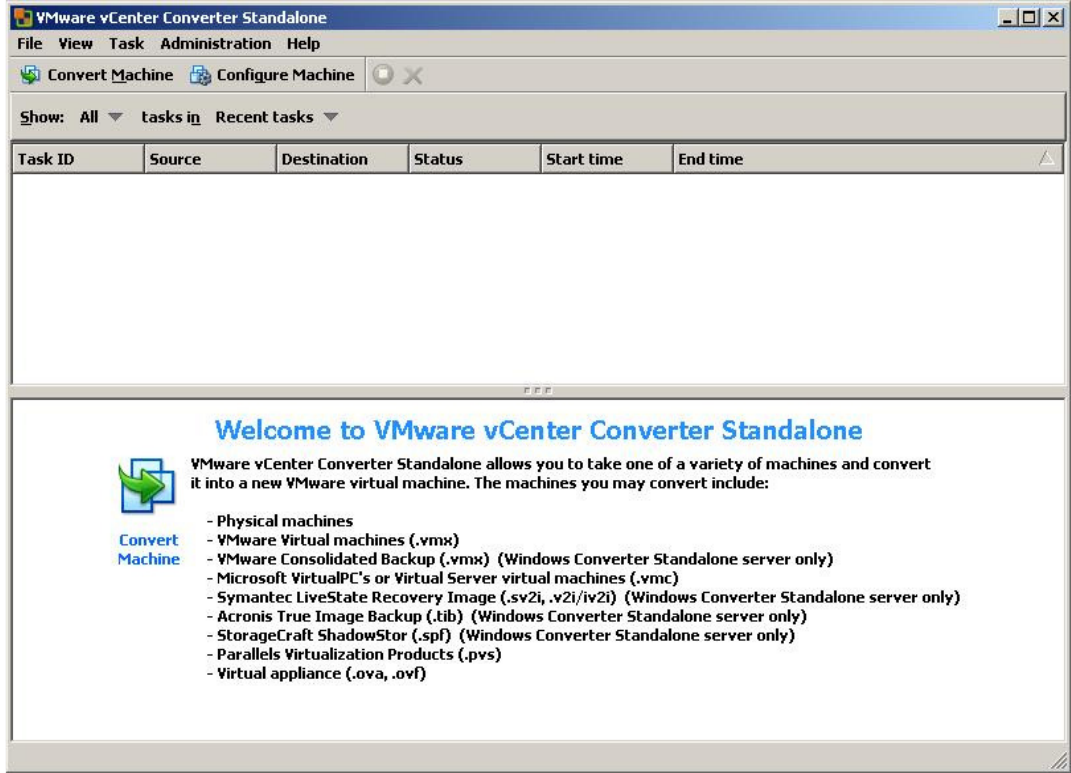 VMware vCenter Converter Standalone
File View Task Administration Help
Convert Machine Configure Machine
Show: All tasks in Recent tasks
Task ID Source Destination Status Start time End time
Welcome to VMware vCenter Converter Standalone
VMware vCenter Converter Standalone allows you to take one of a variety of machines and convert
it into a new VMware virtual machine. The machines you may convert include:
Convert
Machine
- Physical machines
- VMware Virtual machines (.vmx)
- VMware Consolidated Backup (.vmx) (Windows Converter Standalone server only)
- Microsoft VirtualPC's or Virtual Server virtual machines (.vmc)
- Symantec LiveState Recovery Image (.sv2i, .v2i/iv2i) (Windows Converter Standalone server only)
- Acronis True Image Backup (.tib) (Windows Converter Standalone server only)
- StorageCraft ShadowStor (.spf) (Windows Converter Standalone server only)
- Parallels Virtualization Products (.pvs)
- Virtual appliance (.ova, .ovf)